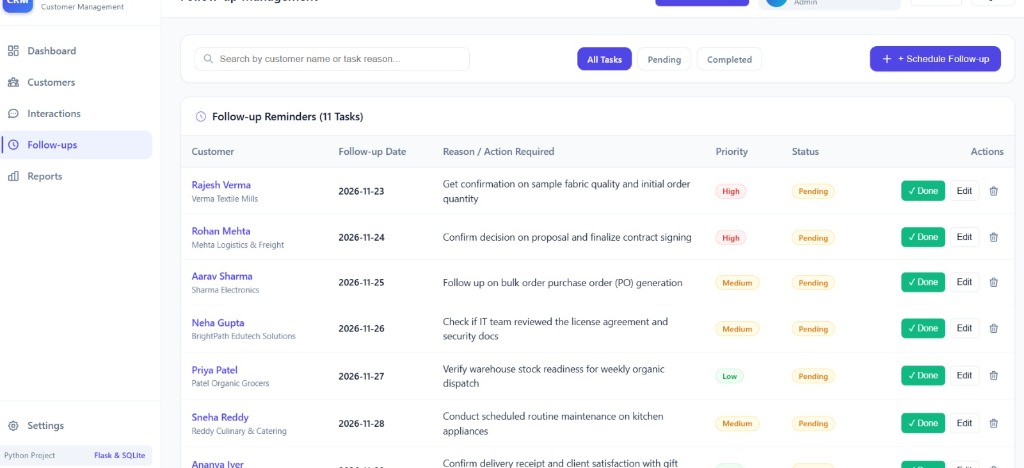 CRM
Customer Management
Follow-up Management
Admin
Dashboard
Customers
Interactions
Follow-ups
Reports
Settings
Python Project Flask & SQLite
Search by customer name or task reason...
All Tasks Pending Completed
+ + Schedule Follow-up
Follow-up Reminders (11 Tasks)
Customer Follow-up Date Reason / Action Required Priority Status Actions
Rajesh Verma
Verma Textile Mills
2026-11-23
Get confirmation on sample fabric quality and initial order
quantity
High Pending ✓ Done Edit
Rohan Mehta
Mehta Logistics & Freight
2026-11-24
Confirm decision on proposal and finalize contract signing
High Pending ✓ Done Edit
Aarav Sharma
Sharma Electronics
2026-11-25
Follow up on bulk order purchase order (PO) generation
Medium Pending ✓ Done Edit
Neha Gupta
BrightPath Edutech Solutions
2026-11-26
Check if IT team reviewed the license agreement and
security docs
Medium Pending ✓ Done Edit
Priya Patel
Patel Organic Grocers
2026-11-27
Verify warehouse stock readiness for weekly organic
dispatch
Low Pending ✓ Done Edit
Sneha Reddy
Reddy Culinary & Catering
2026-11-28
Conduct scheduled routine maintenance on kitchen
appliances
Medium Pending ✓ Done Edit
Ananya Iyer
Confirm delivery receipt and client satisfaction with gift